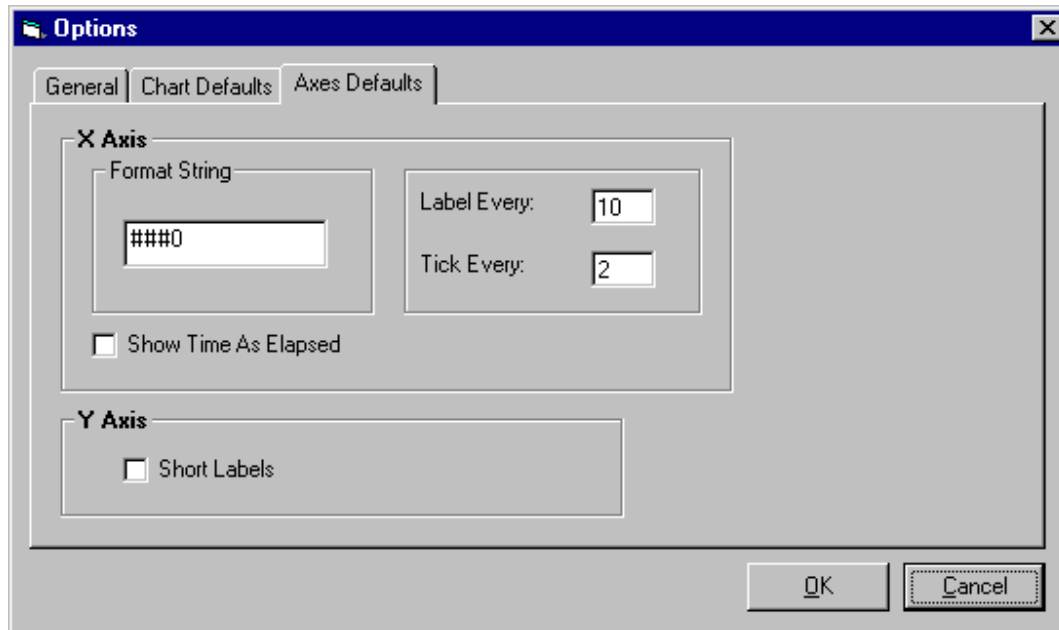 Options
General
Chart Defaults
Axes Defaults
X Axis
Format String
###0
Label Every:
10
Tick Every:
2
Show Time As Elapsed
Y Axis
Short Labels
OK
Cancel